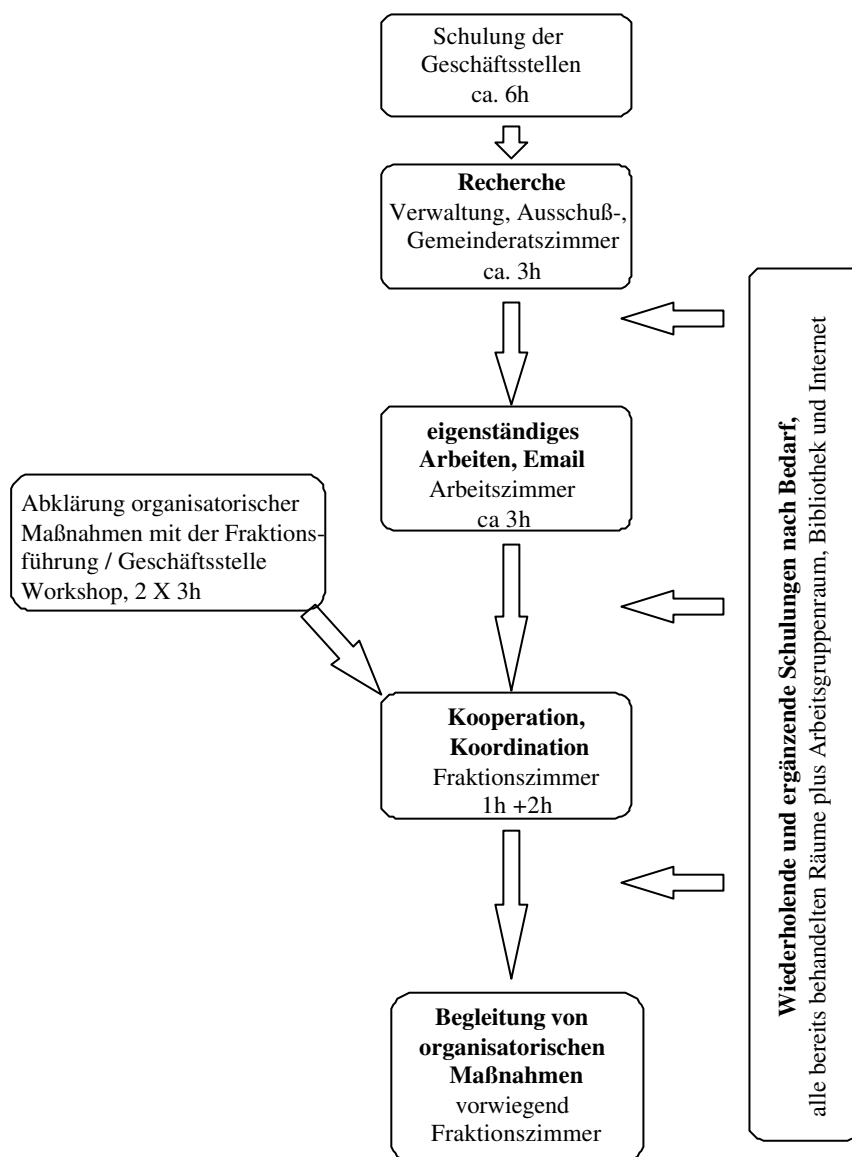 Schulung der
Geschäftsstellen
ca. 6h
Recherche
Verwaltung, Ausschuß-,
Gemeinderatszimmer
ca. 3h
eigenständiges
Arbeiten, Email
Arbeitszimmer
ca 3h
Abklärung organisatorischer
Maßnahmen mit der Fraktions-
führung / Geschäftsstelle
Workshop, 2 X 3h
Kooperation,
Koordination
Fraktionszimmer
1h +2h
Begleitung von
organisatorischen
Maßnahmen
vorwiegend
Fraktionszimmer
Wiederholende und ergänzende Schulungen nach Bedarf,
alle bereits behandelten Räume plus Arbeitsgruppenraum, Bibliothek und Internet